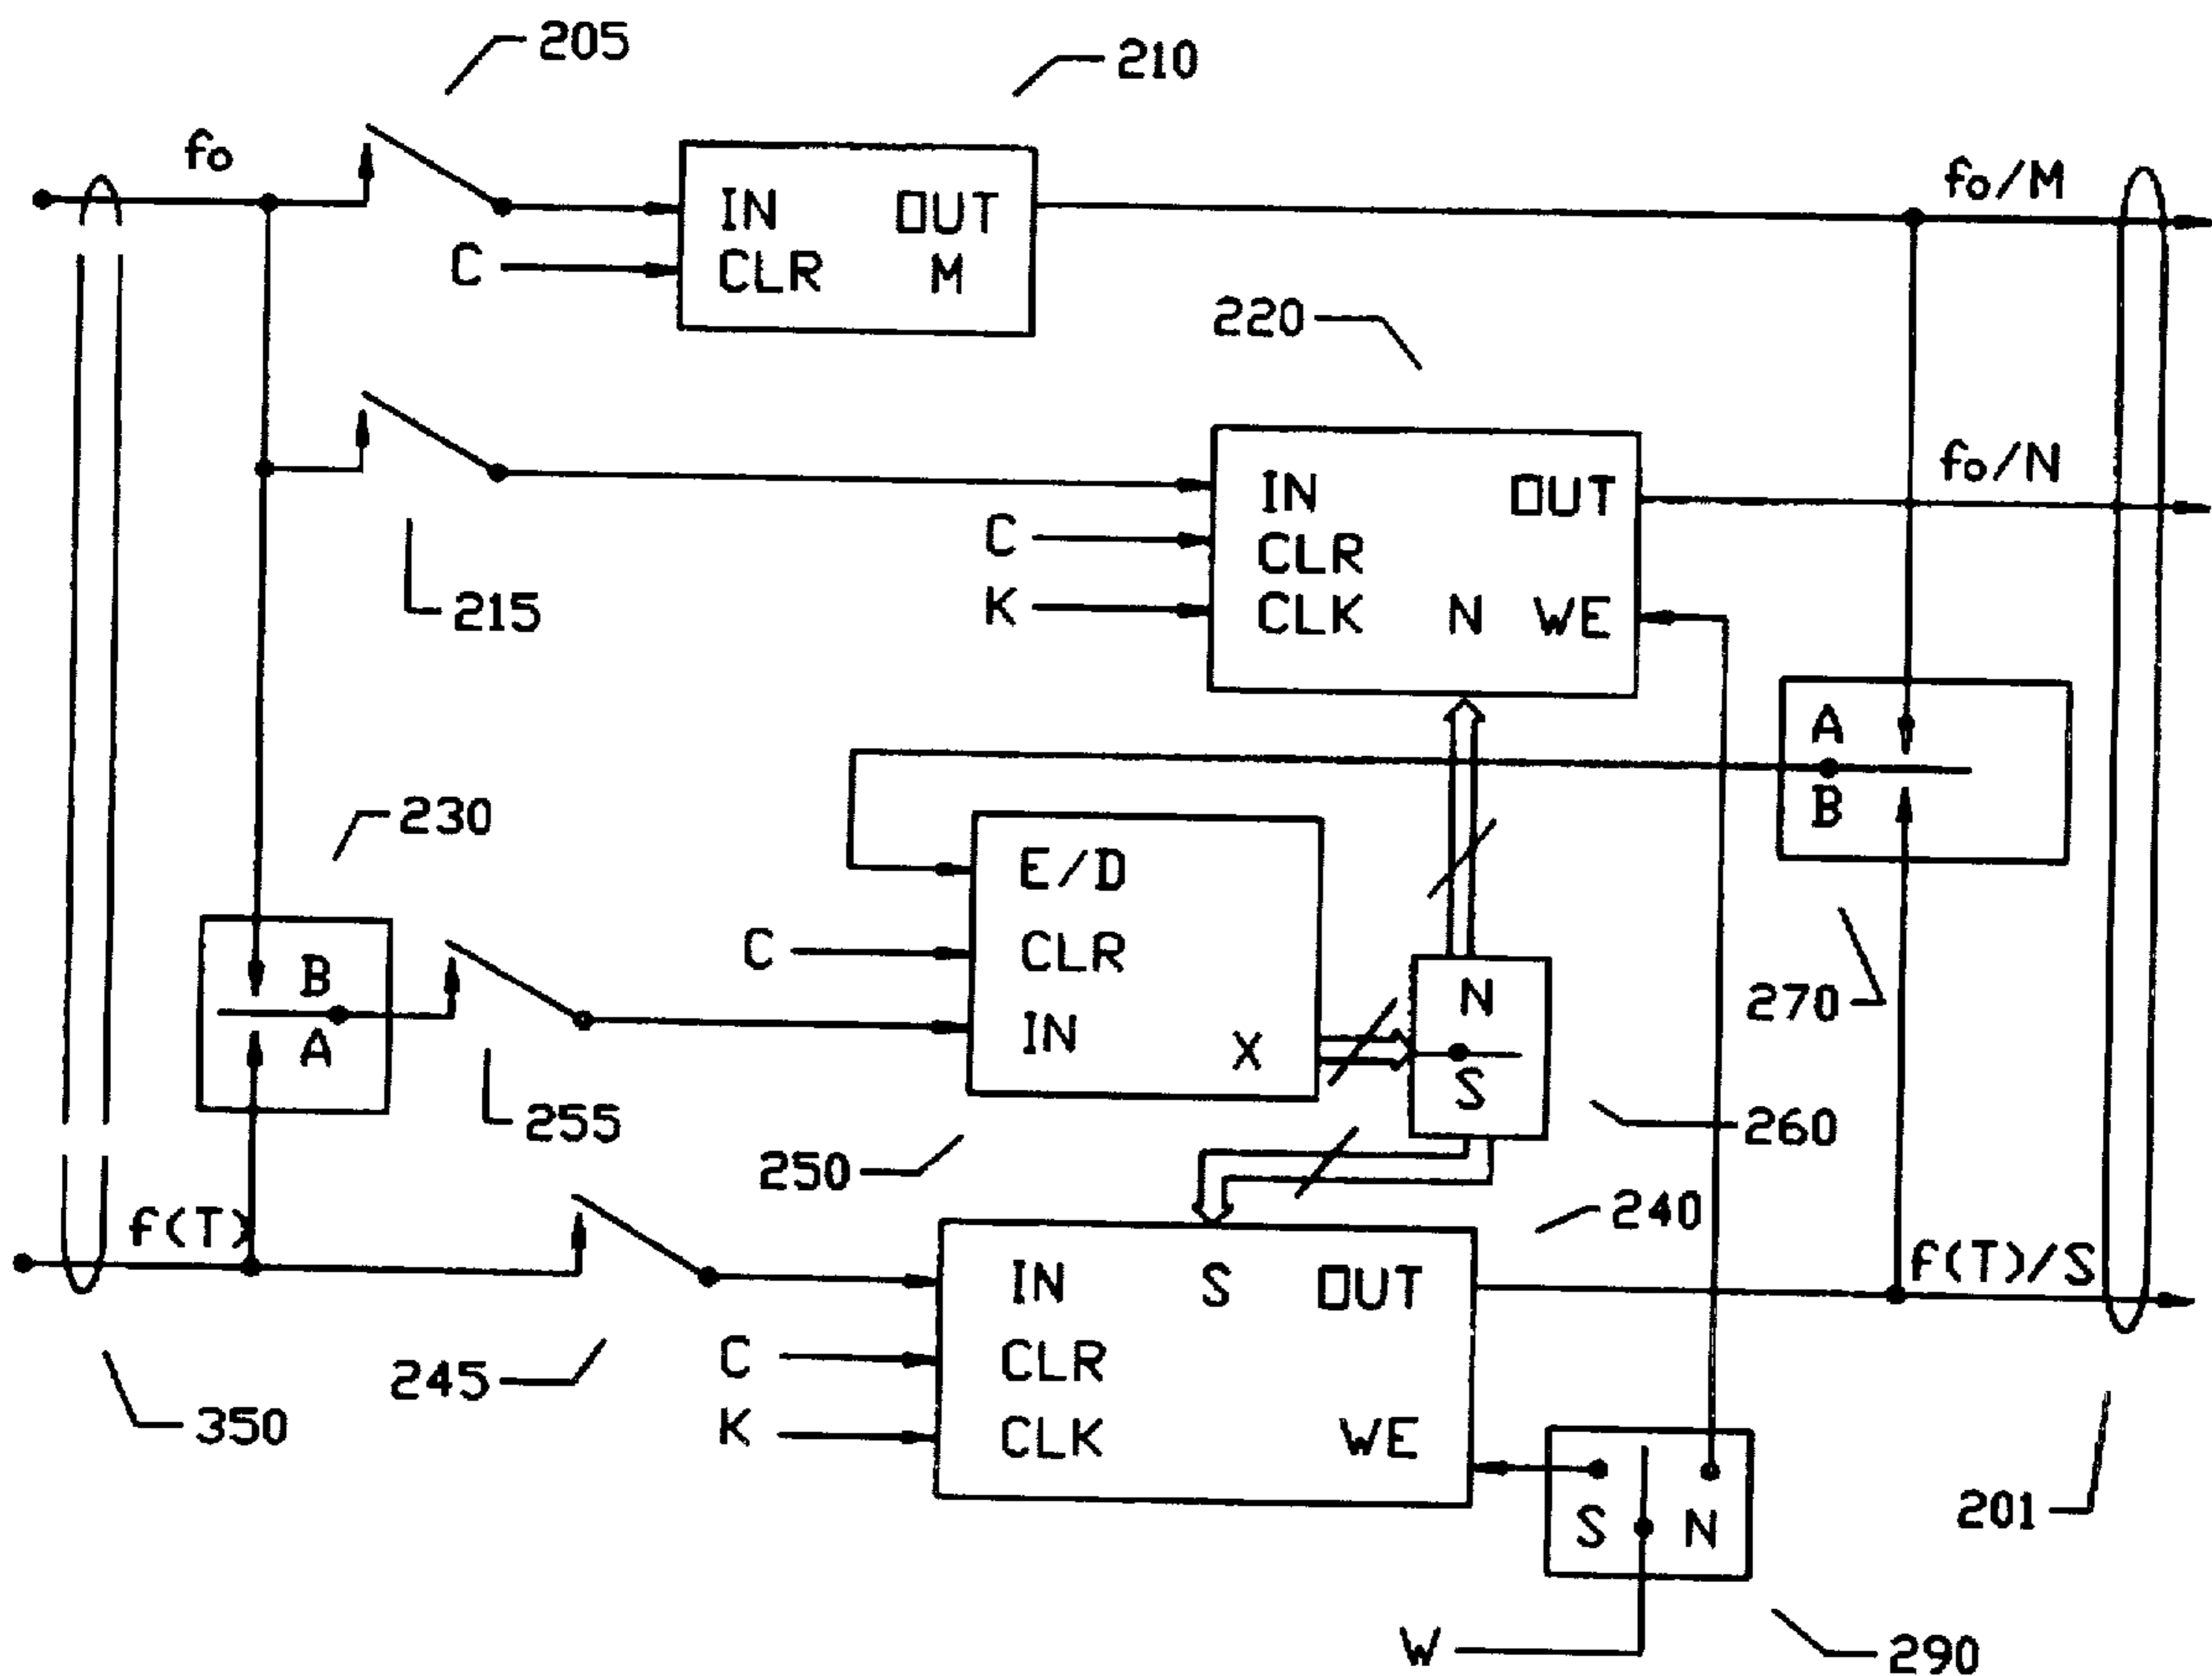 205
210
fo
fo/M
IN OUT
C
CLR M
220
fo/N
IN OUT
C
CLR
K
CLK N WE
215
A
B
230
E/D
C
CLR
B
A
IN X
N
S
270
255
250
260
240
f(T)
f(T)/S
IN S OUT
C
CLR
245
K
CLK WE
350
S N
201
W
290